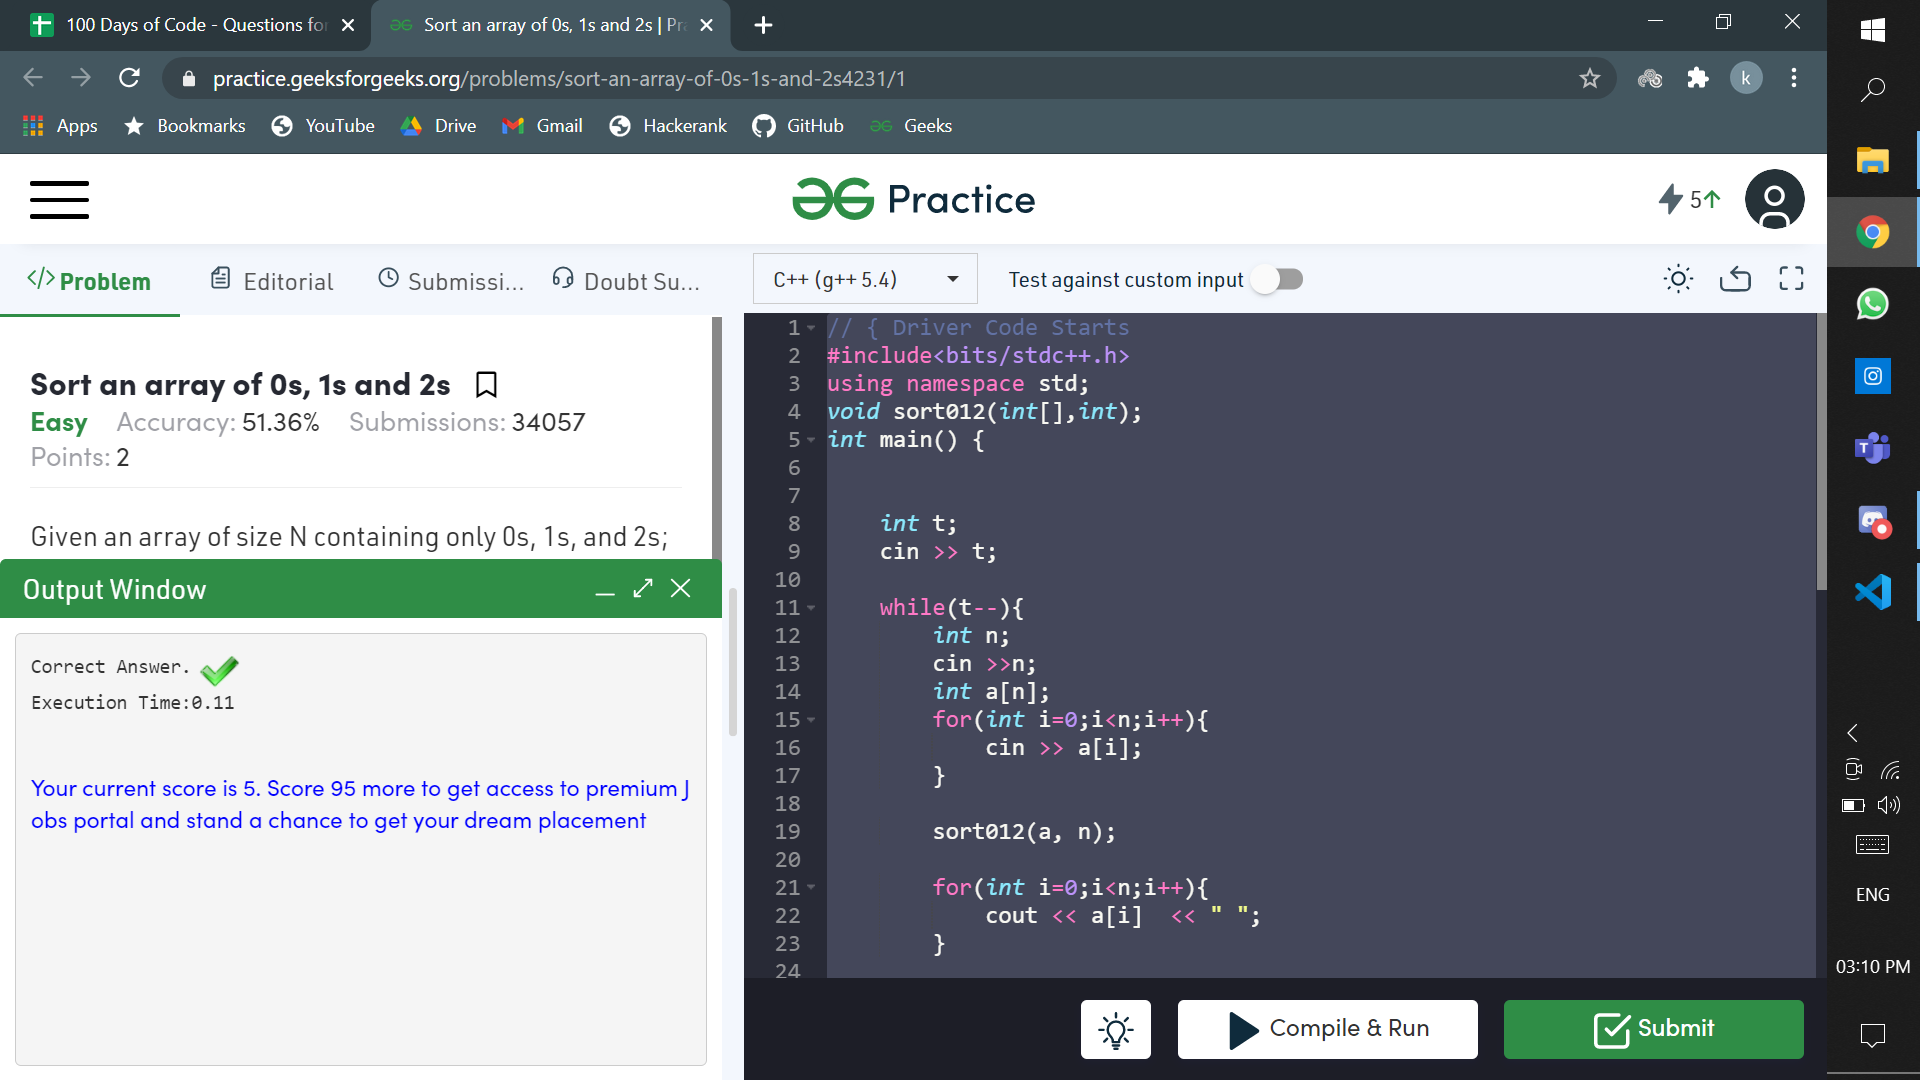 100 Days of Code - Questions for
Sort an array of 0s, 1s and 2s | Pra
practice.geeksforgeeks.org/problems/sort-an-array-of-0s-1s-and-2s4231/1
k
Apps
Bookmarks
YouTube
Drive
Gmail
Hackerank
GitHub
Geeks
Practice
5
Problem
Editorial
Submissi...
Doubt Su...
C++ (g++ 5.4)
Test against custom input
Sort an array of 0s, 1s and 2s
Easy Accuracy: 51.36% Submissions: 34057
Points: 2
Given an array of size N containing only 0s, 1s, and 2s;
Output Window
Correct Answer.
Execution Time:0.11
Your current score is 5. Score 95 more to get access to premium J
obs portal and stand a chance to get your dream placement
1 // { Driver Code Starts
2 #include<bits/stdc++.h>
3 using namespace std;
4 void sort012(int[],int);
5 int main() {
6
7
8 int t;
9 cin >> t;
10
11 while(t--){
12 int n;
13 cin >>n;
14 int a[n];
15 for(int i=0;i<n;i++){
16 cin >> a[i];
17 }
18
19 sort012(a, n);
20
21 for(int i=0;i<n;i++){
22 cout << a[i]  << " ";
23 }
24
Compile & Run
Submit
ENG
03:10 PM